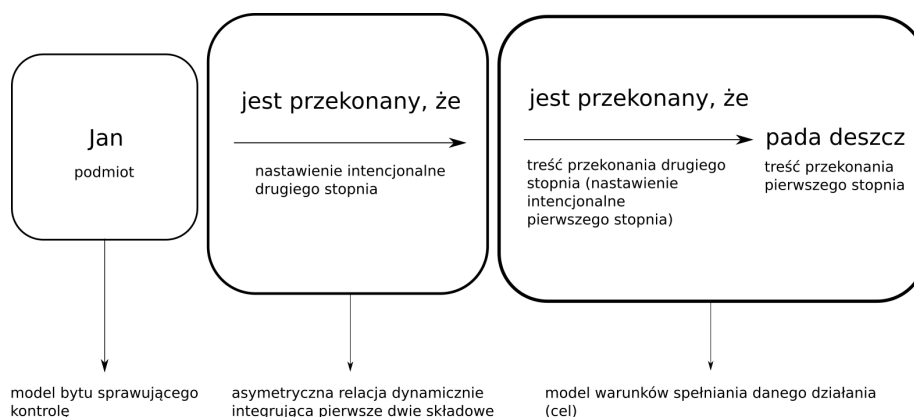 Jan
podmiot
jest przekonany, że
nastawienie intencjonalne
drugiego stopnia
jest przekonany, że
treść przekonania drugiego
stopnia (nastawienie
intencjonalne
pierwszego stopnia)
pada deszcz
treść przekonania
pierwszego stopnia
model bytu sprawującego
kontrolę
asymetryczna relacja dynamicznie
integrująca pierwsze dwie składowe
model warunków spełniania danego działania
(cel)